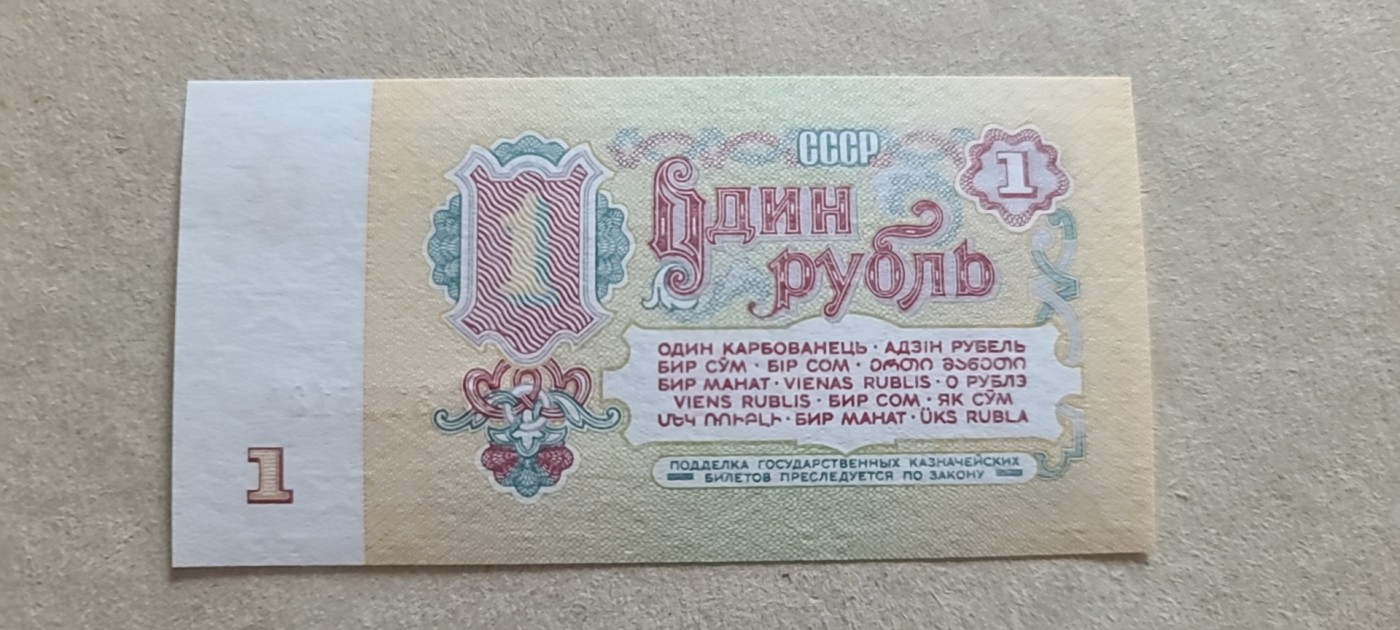 СССР
1
1
Один
рубль
ОДИН КАРБОВАНЕЦЬ · АДЗІН РУБЕЛЬ
БИР СЎМ · БІР СОМ · ᲔᲠᲗᲘ ᲛᲐᲜᲔᲗᲘ
БИР МАНАТ · VIENAS RUBLIS · О РУБЛЭ
VIENS RUBLIS · БИР СОМ · ЯК СӮМ
ՄԵԿ ՌՈՒԲԼԻ · БИР МАНАТ · ÜKS RUBLA
1
ПОДДЕЛКА ГОСУДАРСТВЕННЫХ КАЗНАЧЕЙСКИХ
БИЛЕТОВ ПРЕСЛЕДУЕТСЯ ПО ЗАКОНУ